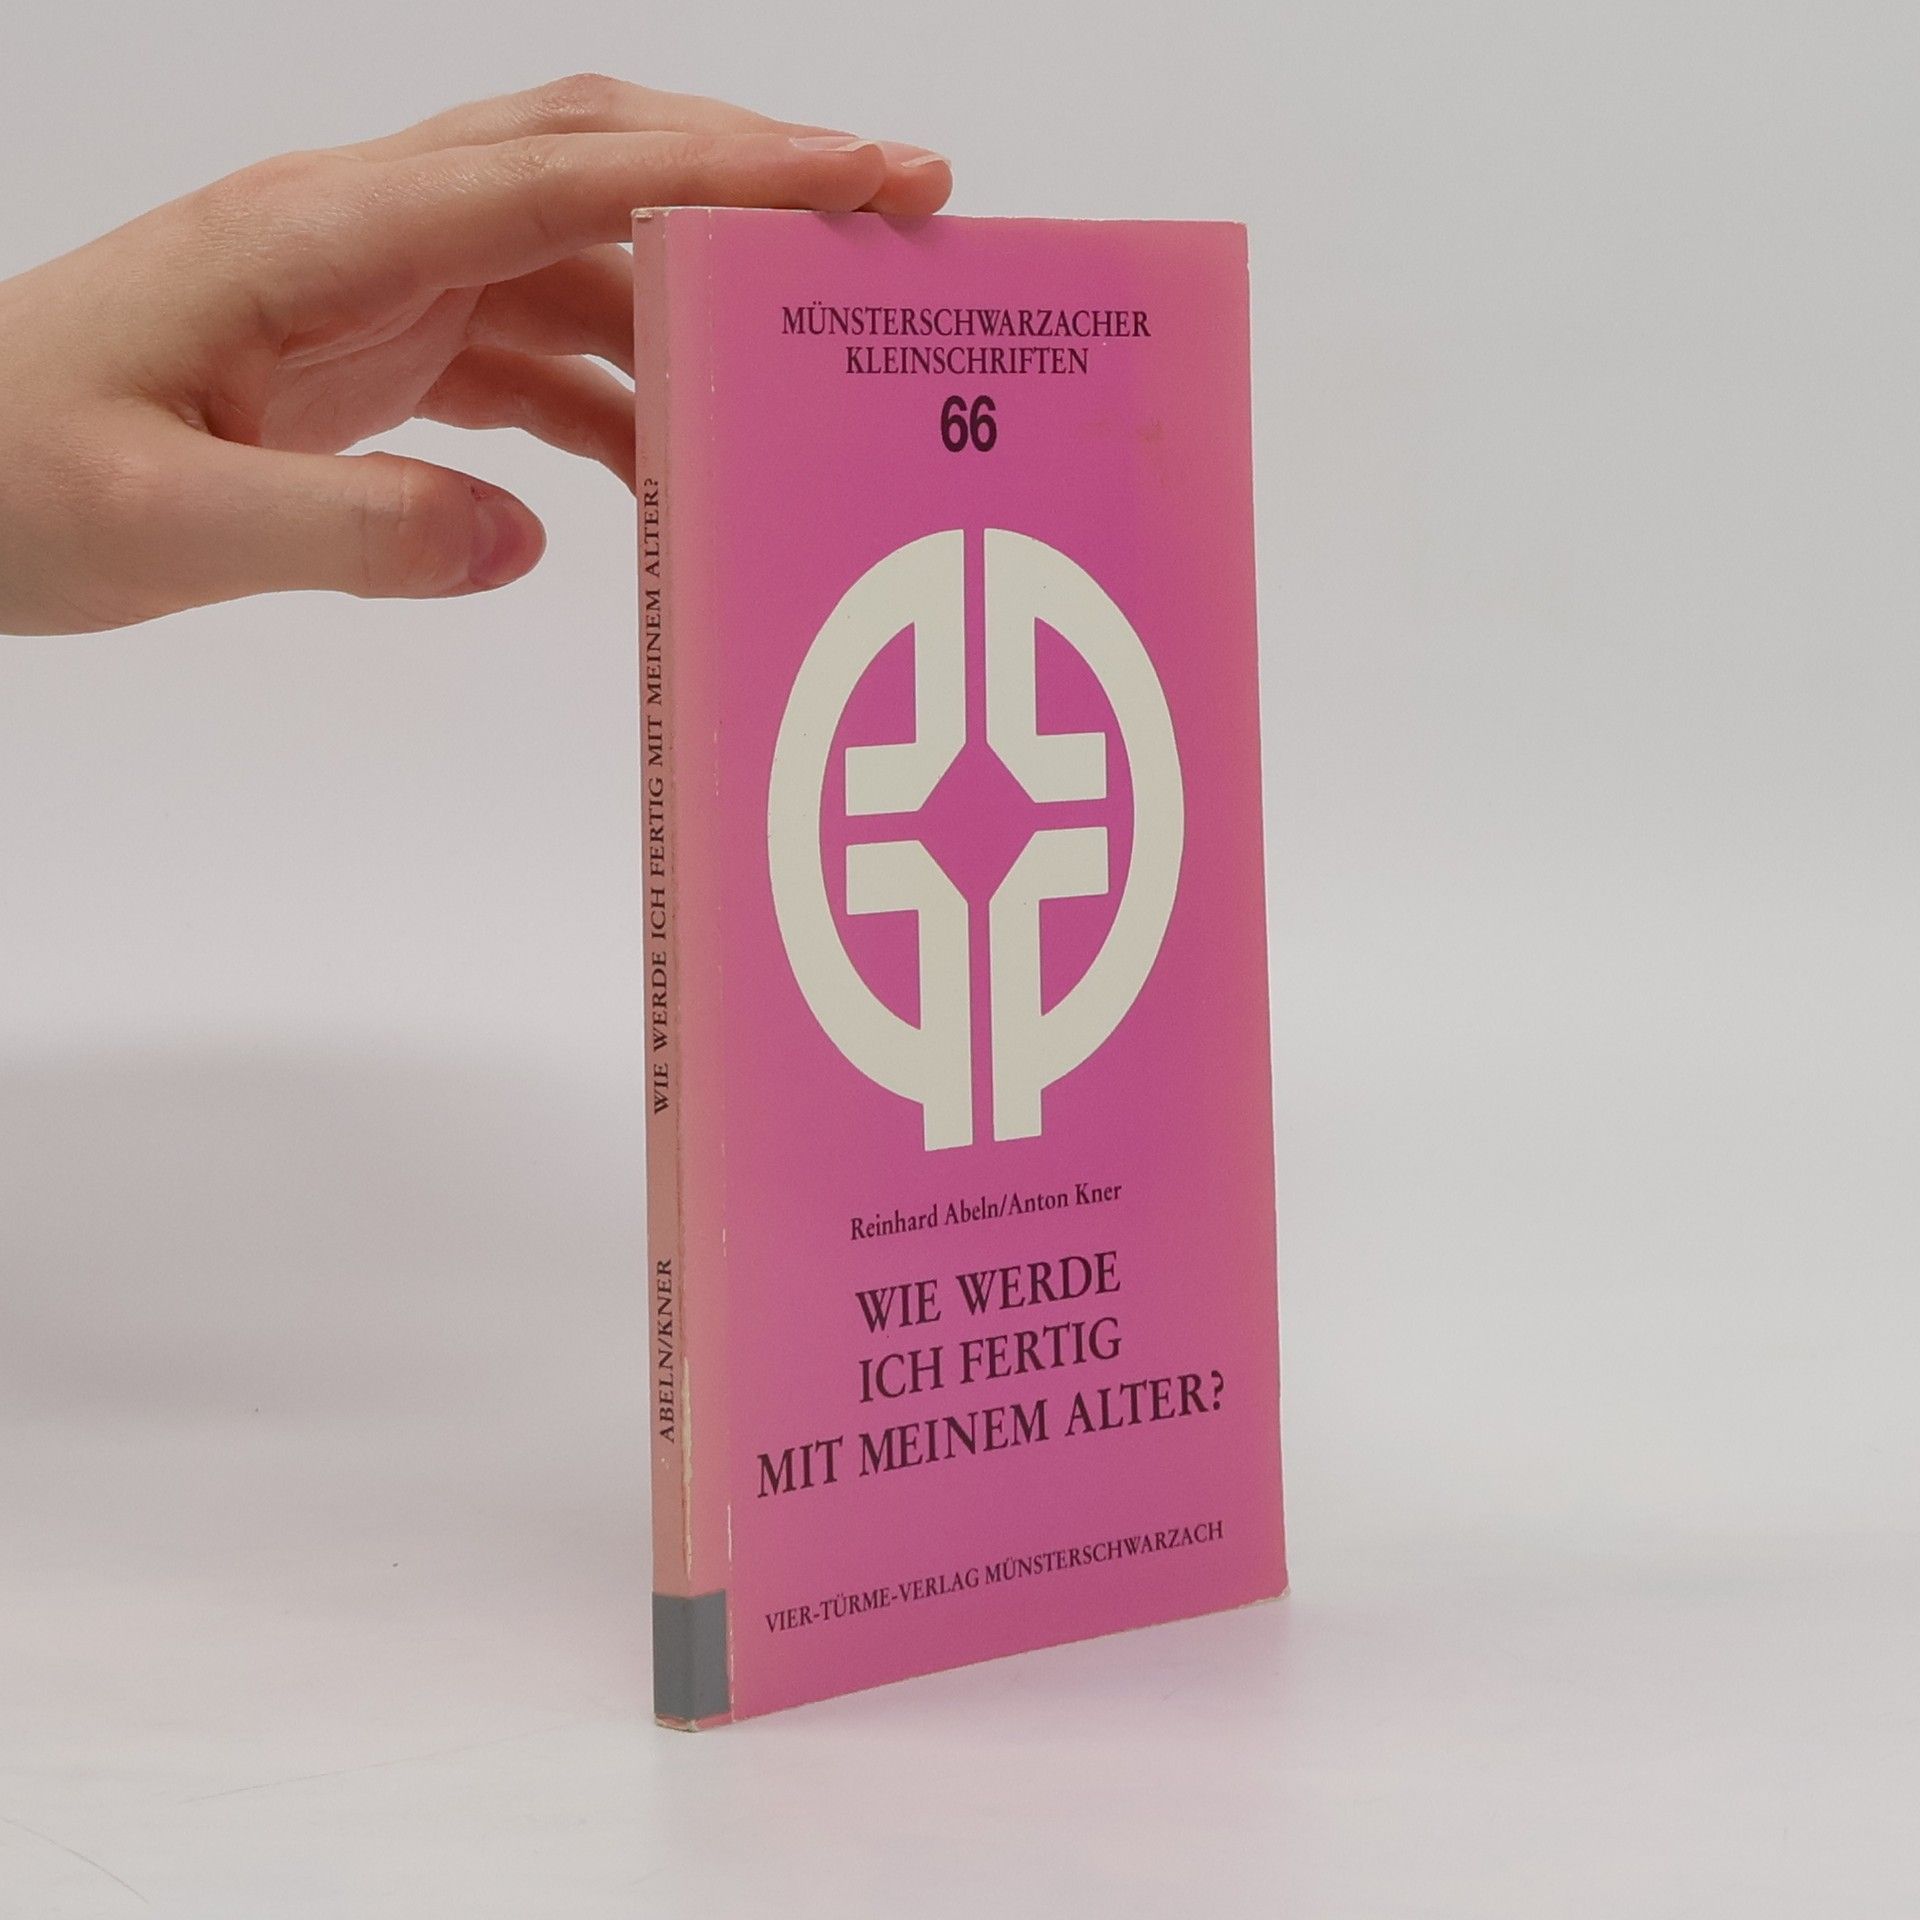 MÜNSTERSCHWARZACHER
KLEINSCHRIFTEN
66
Reinhard Abeln/Anton Kner
WIE WERDE
ICH FERTIG
MIT MEINEM ALTER?
VIER-TÜRME-VERLAG MÜNSTERSCHWARZACH
ABELN/KNER WIE WERDE ICH FERTIG MIT MEINEM ALTER?